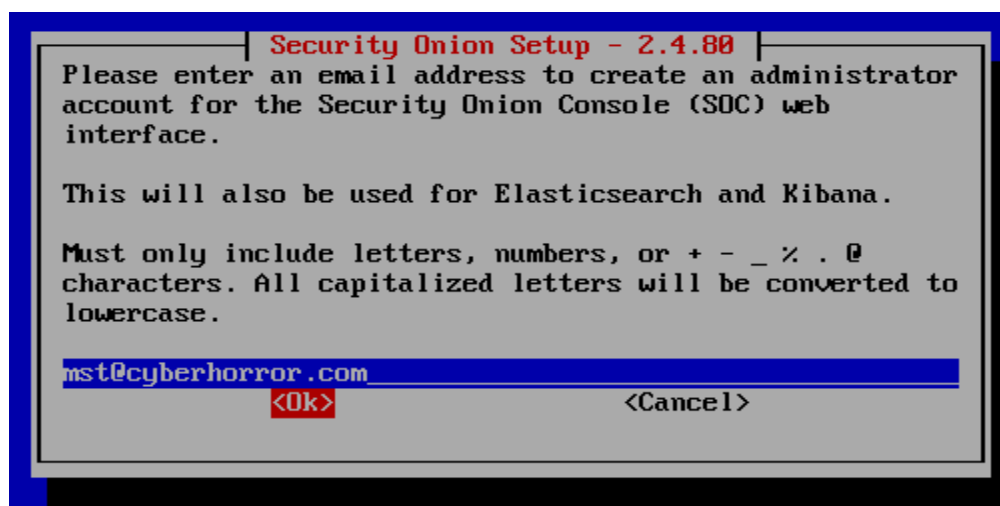 Security Onion Setup - 2.4.80
Please enter an email address to create an administrator
account for the Security Onion Console (SOC) web
interface.
This will also be used for Elasticsearch and Kibana.
Must only include letters, numbers, or + - _ % . @
characters. All capitalized letters will be converted to
lowercase.
mst@cyberhorror.com
<Ok> <Cancel>